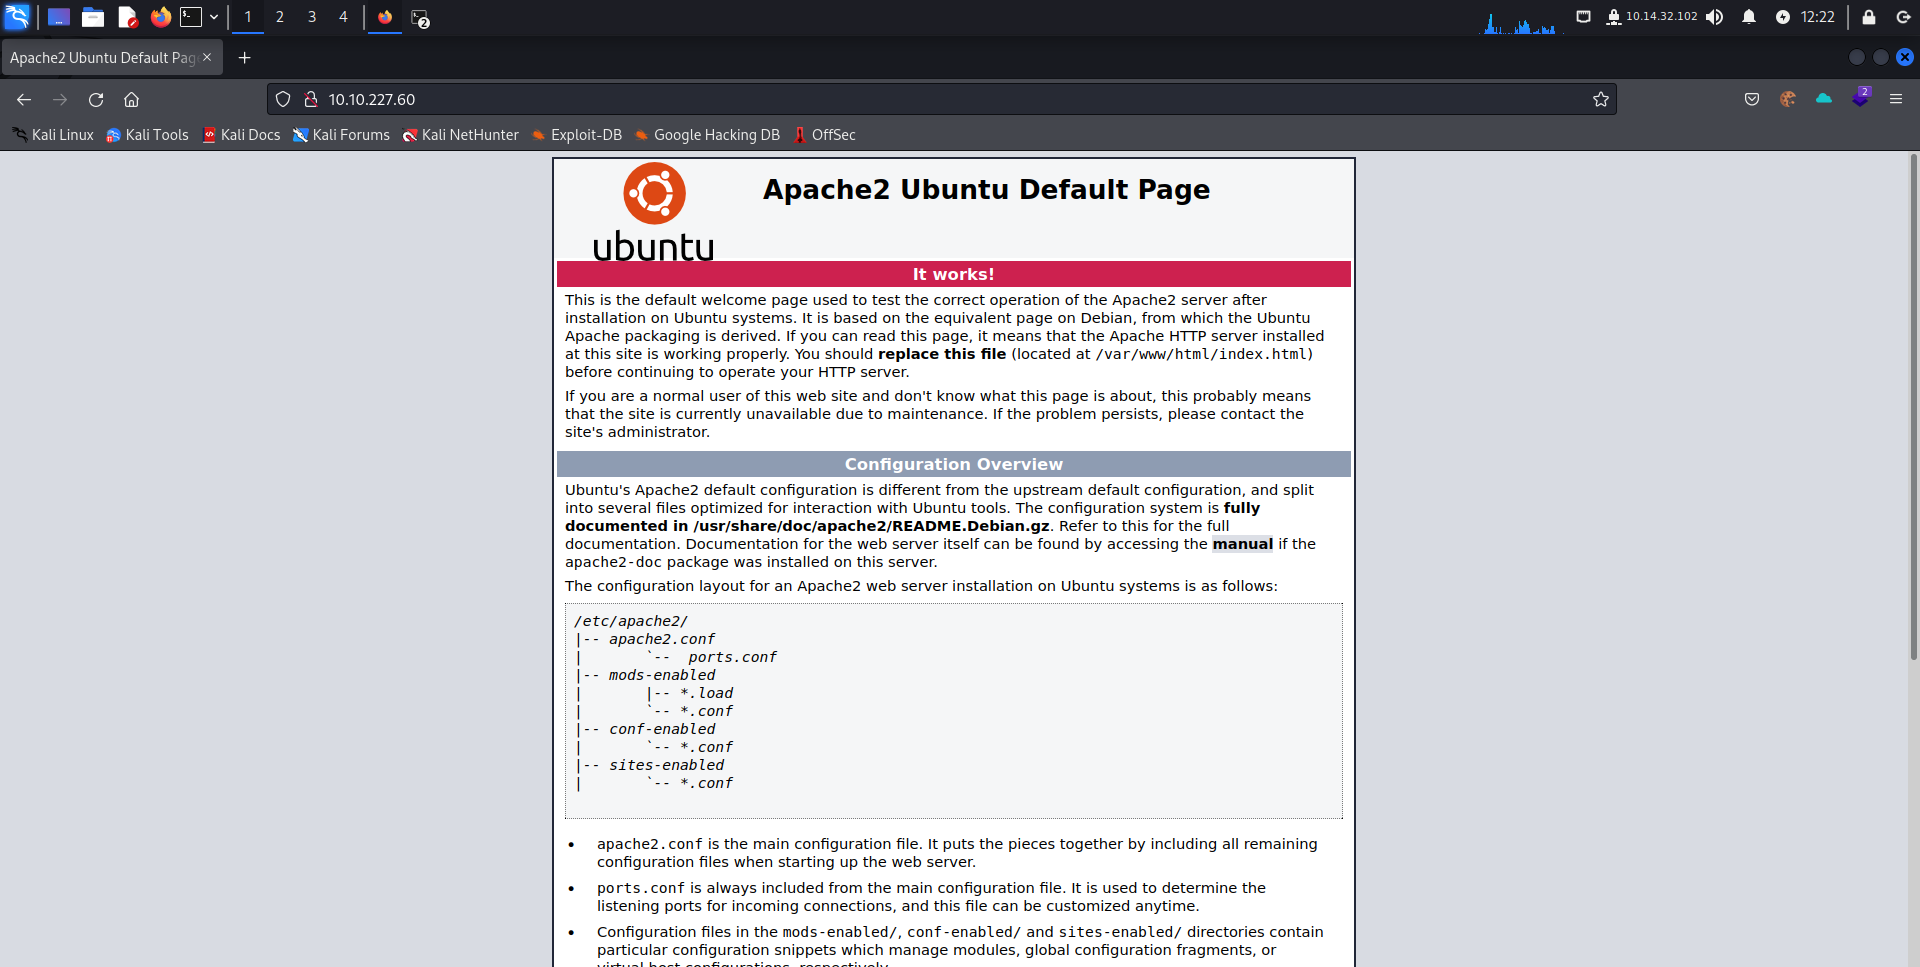 1 2 3 4 2 10.14.32.102 12:22
Apache2 Ubuntu Default Pag
10.10.227.60 2
Kali Linux Kali Tools Kali Docs Kali Forums Kali NetHunter Exploit-DB Google Hacking DB OffSec
ubuntu
Apache2 Ubuntu Default Page
It works!
This is the default welcome page used to test the correct operation of the Apache2 server after
installation on Ubuntu systems. It is based on the equivalent page on Debian, from which the Ubuntu
Apache packaging is derived. If you can read this page, it means that the Apache HTTP server installed
at this site is working properly. You should replace this file (located at /var/www/html/index.html)
before continuing to operate your HTTP server.
If you are a normal user of this web site and don't know what this page is about, this probably means
that the site is currently unavailable due to maintenance. If the problem persists, please contact the
site's administrator.
Configuration Overview
Ubuntu's Apache2 default configuration is different from the upstream default configuration, and split
into several files optimized for interaction with Ubuntu tools. The configuration system is fully
documented in /usr/share/doc/apache2/README.Debian.gz. Refer to this for the full
documentation. Documentation for the web server itself can be found by accessing the manual if the
apache2-doc package was installed on this server.
The configuration layout for an Apache2 web server installation on Ubuntu systems is as follows:
/etc/apache2/
|-- apache2.conf
|       `--  ports.conf
|-- mods-enabled
|       |-- *.load
|       `-- *.conf
|-- conf-enabled
|       `-- *.conf
|-- sites-enabled
|       `-- *.conf
• apache2.conf is the main configuration file. It puts the pieces together by including all remaining
configuration files when starting up the web server.
• ports.conf is always included from the main configuration file. It is used to determine the
listening ports for incoming connections, and this file can be customized anytime.
• Configuration files in the mods-enabled/, conf-enabled/ and sites-enabled/ directories contain
particular configuration snippets which manage modules, global configuration fragments, or
virtual host configurations, respectively.